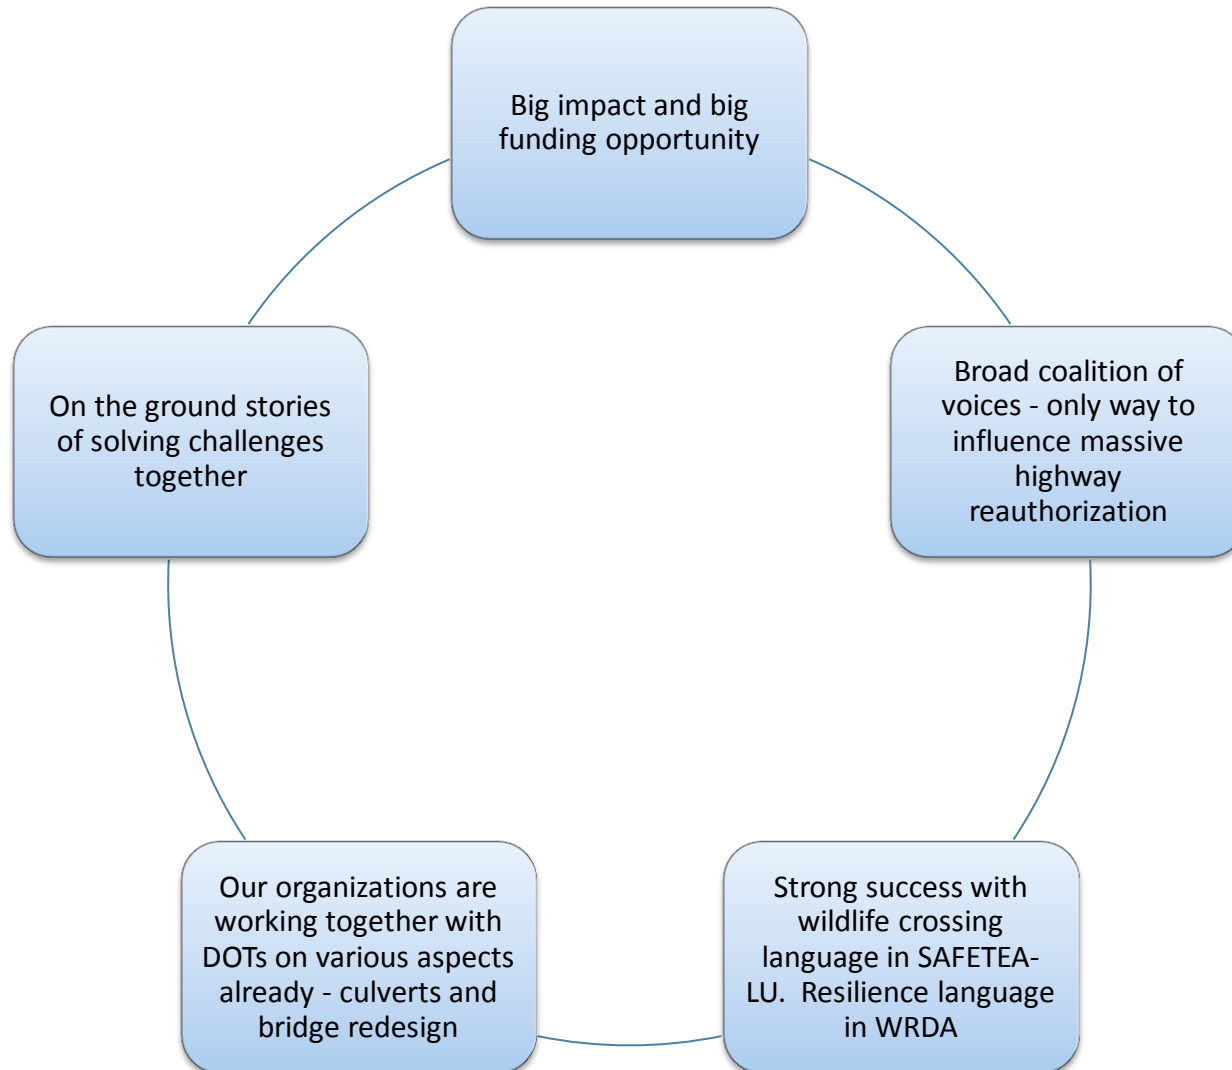 Big impact and big
funding opportunity
Broad coalition of
voices - only way to
influence massive
highway
reauthorization
Strong success with
wildlife crossing
language in SAFETEA-
LU.  Resilience language
in WRDA
Our organizations are
working together with
DOTs on various aspects
already - culverts and
bridge redesign
On the ground stories
of solving challenges
together